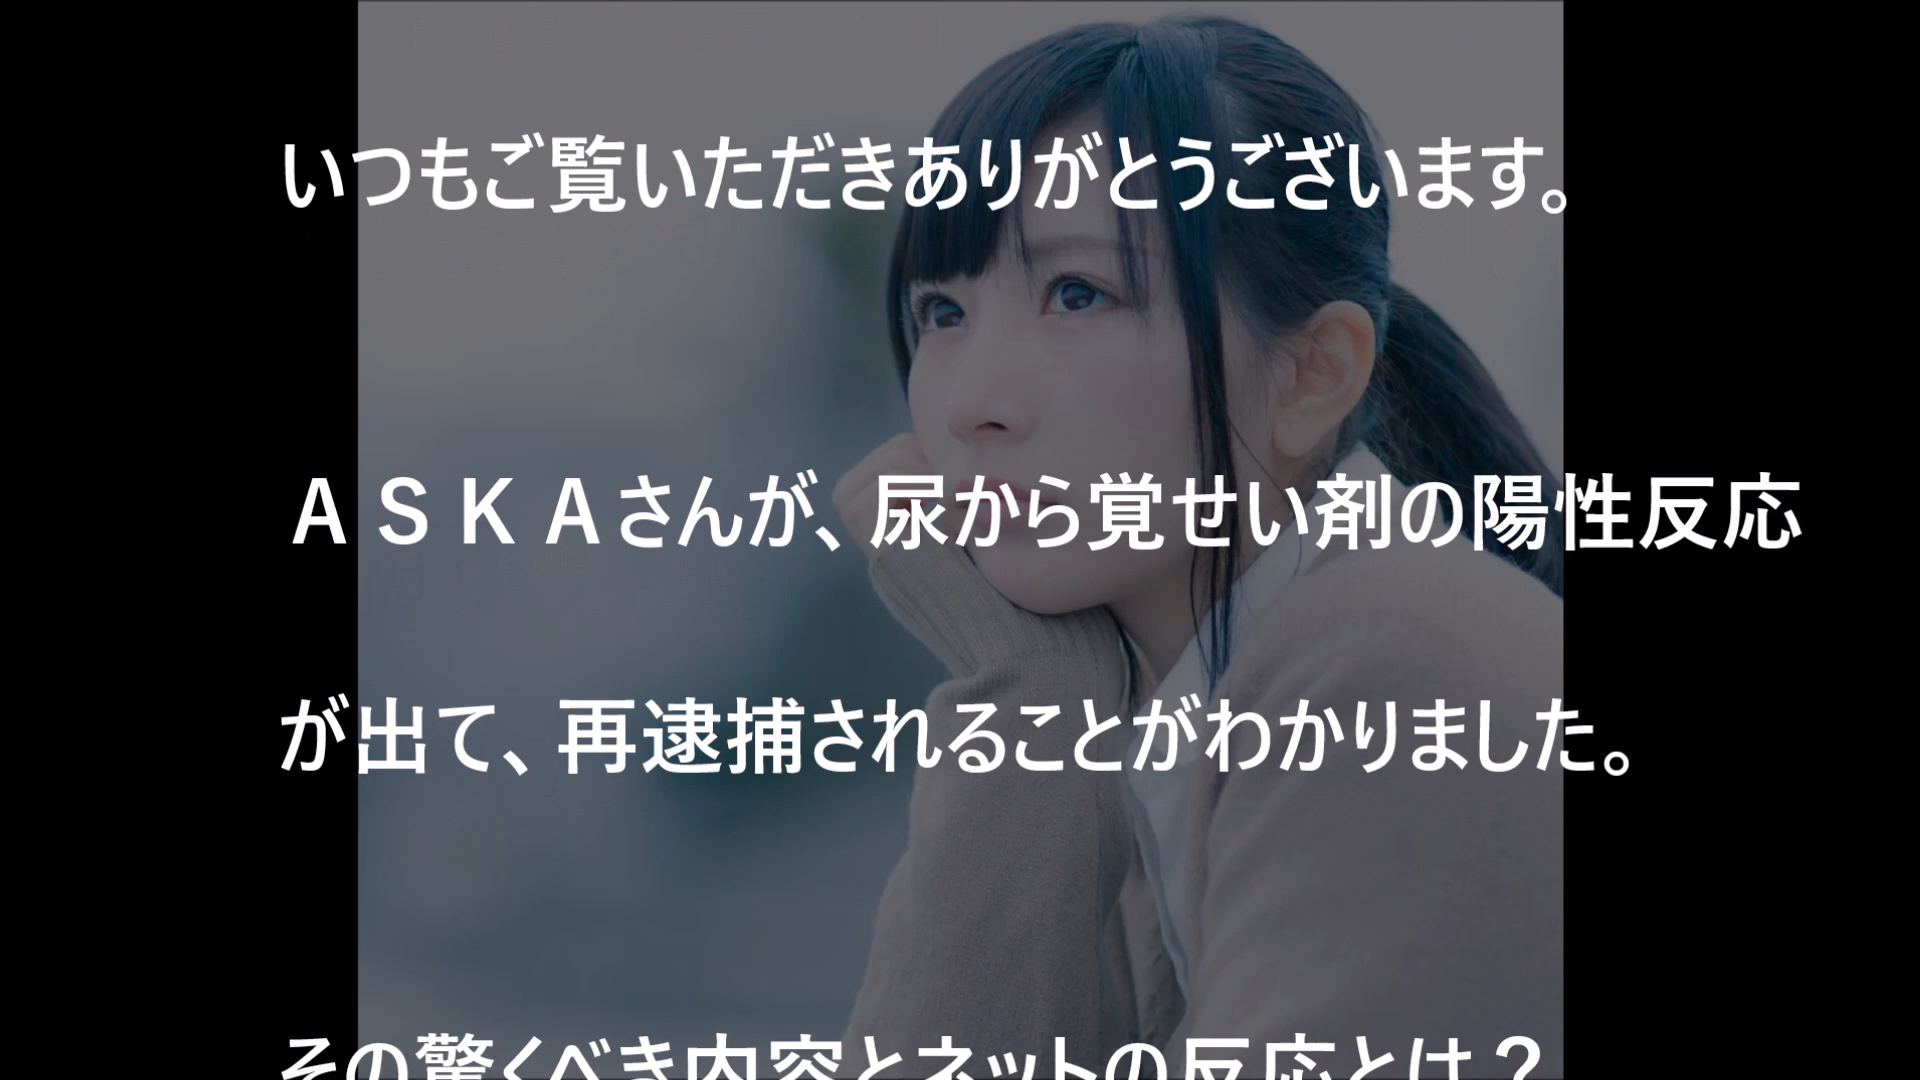 いつもご覧いただきありがとうございます。
ＡＳＫＡさんが、尿から覚せい剤の陽性反応
が出て、再逮捕されることがわかりました。
その驚くべき内容とネットの反応とは？